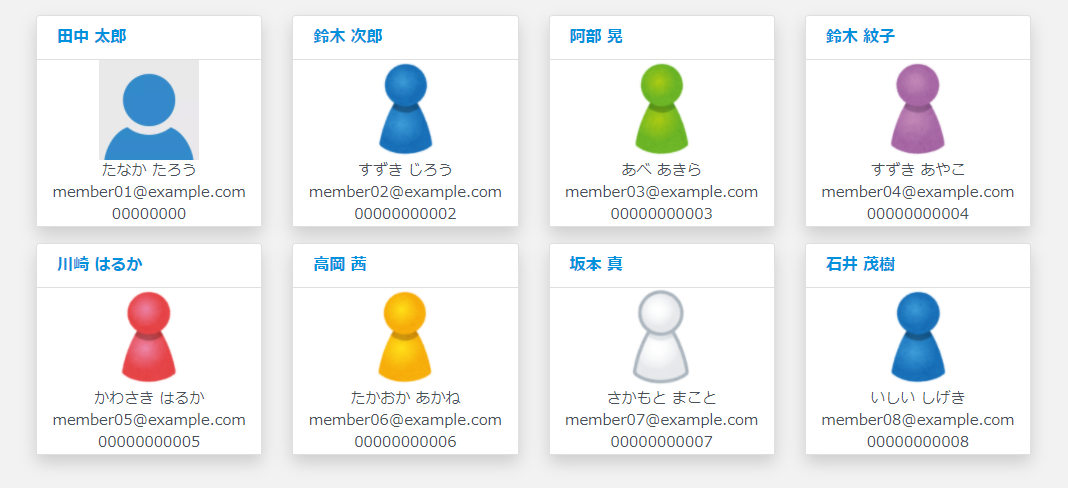 田中 太郎
たなか たろう
member01@example.com
00000000
鈴木 次郎
すずき じろう
member02@example.com
00000000002
阿部 晃
あべ あきら
member03@example.com
00000000003
鈴木 紋子
すずき あやこ
member04@example.com
00000000004
川崎 はるか
かわさき はるか
member05@example.com
00000000005
高岡 茜
たかおか あかね
member06@example.com
00000000006
坂本 真
さかもと まこと
member07@example.com
00000000007
石井 茂樹
いしい しげき
member08@example.com
00000000008